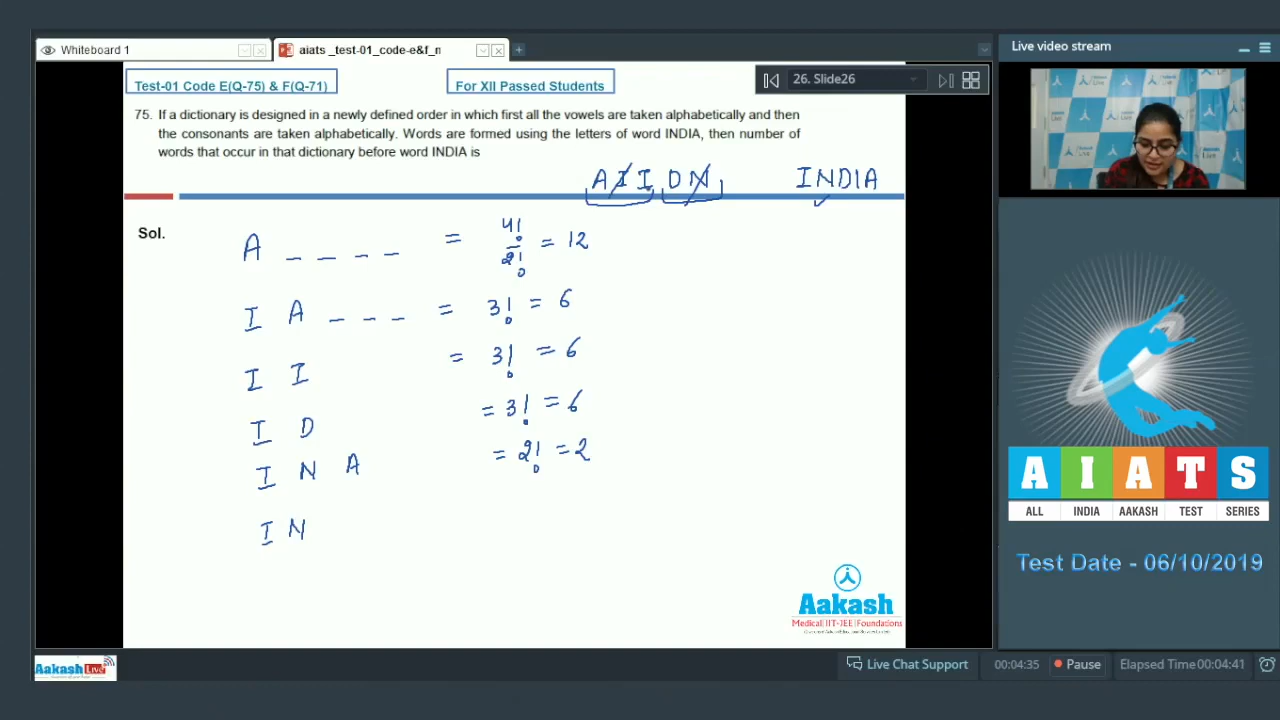 Whiteboard 1
aiats _test-01_code-e&f_n
Live video stream
Test-01 Code E(Q-75) & F(Q-71)
For XII Passed Students
26. Slide26
75. If a dictionary is designed in a newly defined order in which first all the vowels are taken alphabetically and then
the consonants are taken alphabetically. Words are formed using the letters of word INDIA, then number of
words that occur in that dictionary before word INDIA is
A I I D N
INDIA
Sol.
A _ _ _ _ = 4!/2! = 12
I A _ _ _ = 3! = 6
I I = 3! = 6
I D = 3! = 6
I N A = 2! = 2
I N
A I A T S
ALL INDIA AAKASH TEST SERIES
Test Date - 06/10/2019
Aakash
Medical|IIT-JEE|Foundations
Aakash Live
Live Chat Support
00:04:35
Pause
Elapsed Time 00:04:41